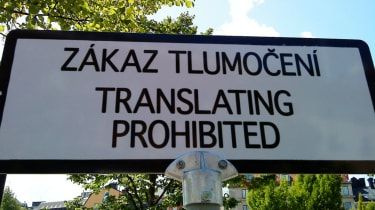 ZÁKAZ TLUMOČENÍ
TRANSLATING
PROHIBITED